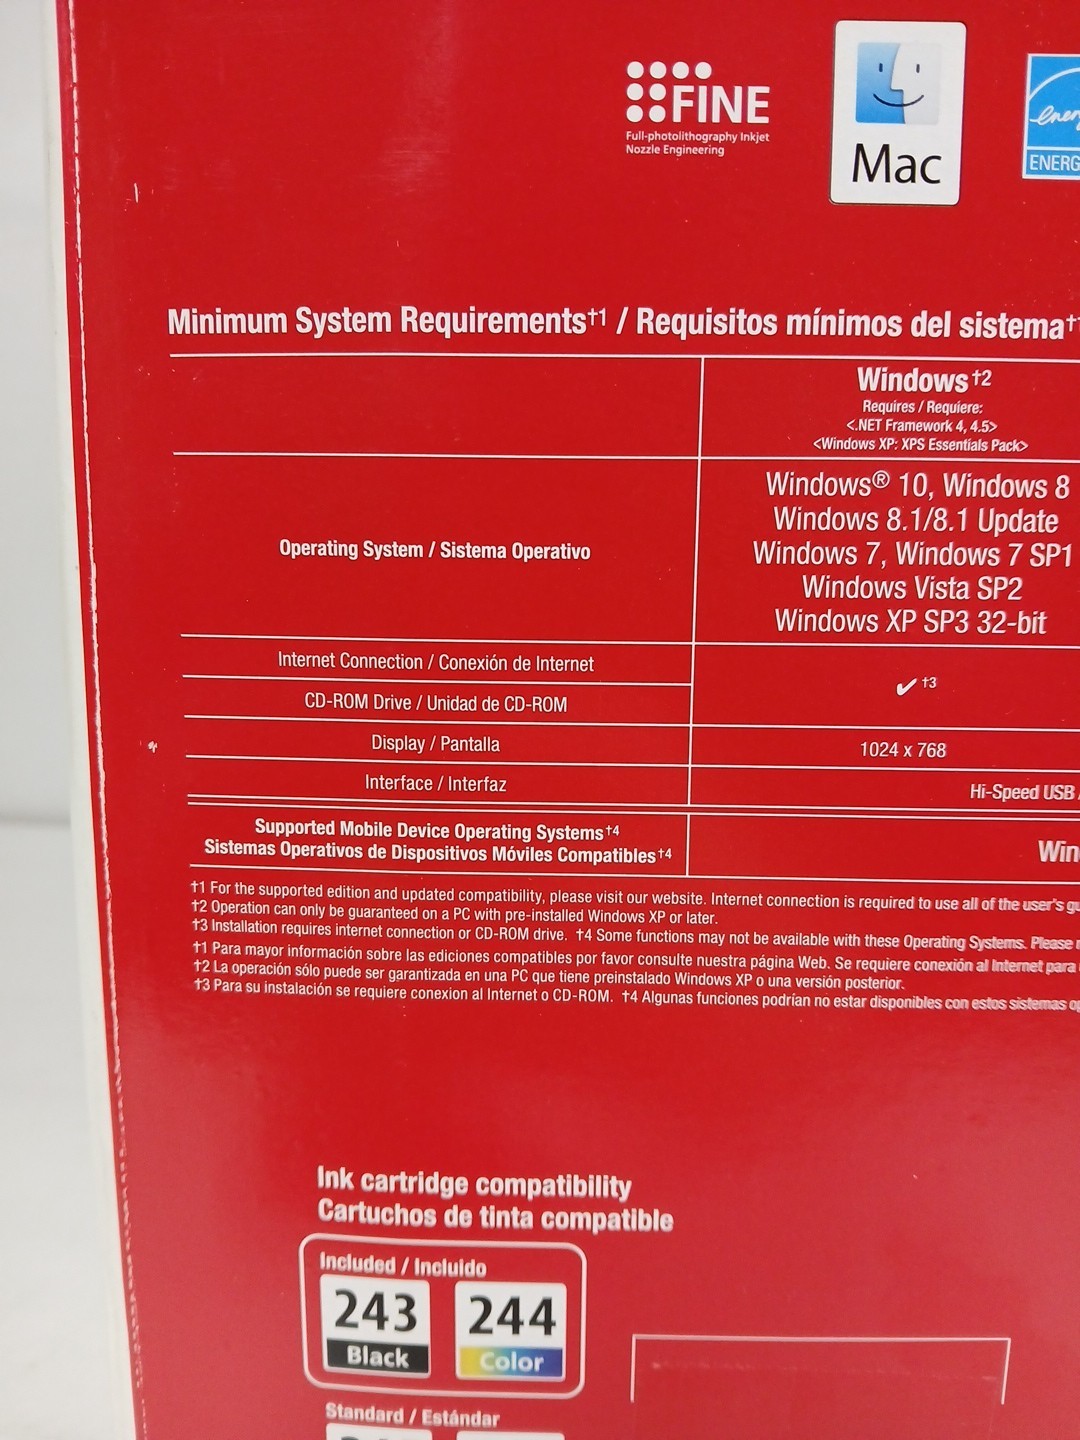 FINE
Full-photolithography Inkjet
Nozzle Engineering
Mac
ENERG
Minimum System Requirements†1 / Requisitos mínimos del sistema†
Windows†2
Requires / Requiere:
<.NET Framework 4, 4.5>
<Windows XP: XPS Essentials Pack>
Operating System / Sistema Operativo
Windows® 10, Windows 8
Windows 8.1/8.1 Update
Windows 7, Windows 7 SP1
Windows Vista SP2
Windows XP SP3 32-bit
Internet Connection / Conexión de Internet
CD-ROM Drive / Unidad de CD-ROM
✔†3
Display / Pantalla
1024 x 768
Interface / Interfaz
Hi-Speed USB
Supported Mobile Device Operating Systems†4
Sistemas Operativos de Dispositivos Móviles Compatibles†4
Win
†1 For the supported edition and updated compatibility, please visit our website. Internet connection is required to use all of the user's
†2 Operation can only be guaranteed on a PC with pre-installed Windows XP or later.
†3 Installation requires internet connection or CD-ROM drive. †4 Some functions may not be available with these Operating Systems. Please
†1 Para mayor información sobre las ediciones compatibles por favor consulte nuestra página Web. Se requiere conexión al Internet para
†2 La operación sólo puede ser garantizada en una PC que tiene preinstalado Windows XP o una versión posterior.
†3 Para su instalación se requiere conexion al Internet o CD-ROM. †4 Algunas funciones podrían no estar disponibles con estos sistemas
Ink cartridge compatibility
Cartuchos de tinta compatible
Included / Incluido
243
Black
244
Color
Standard / Estándar